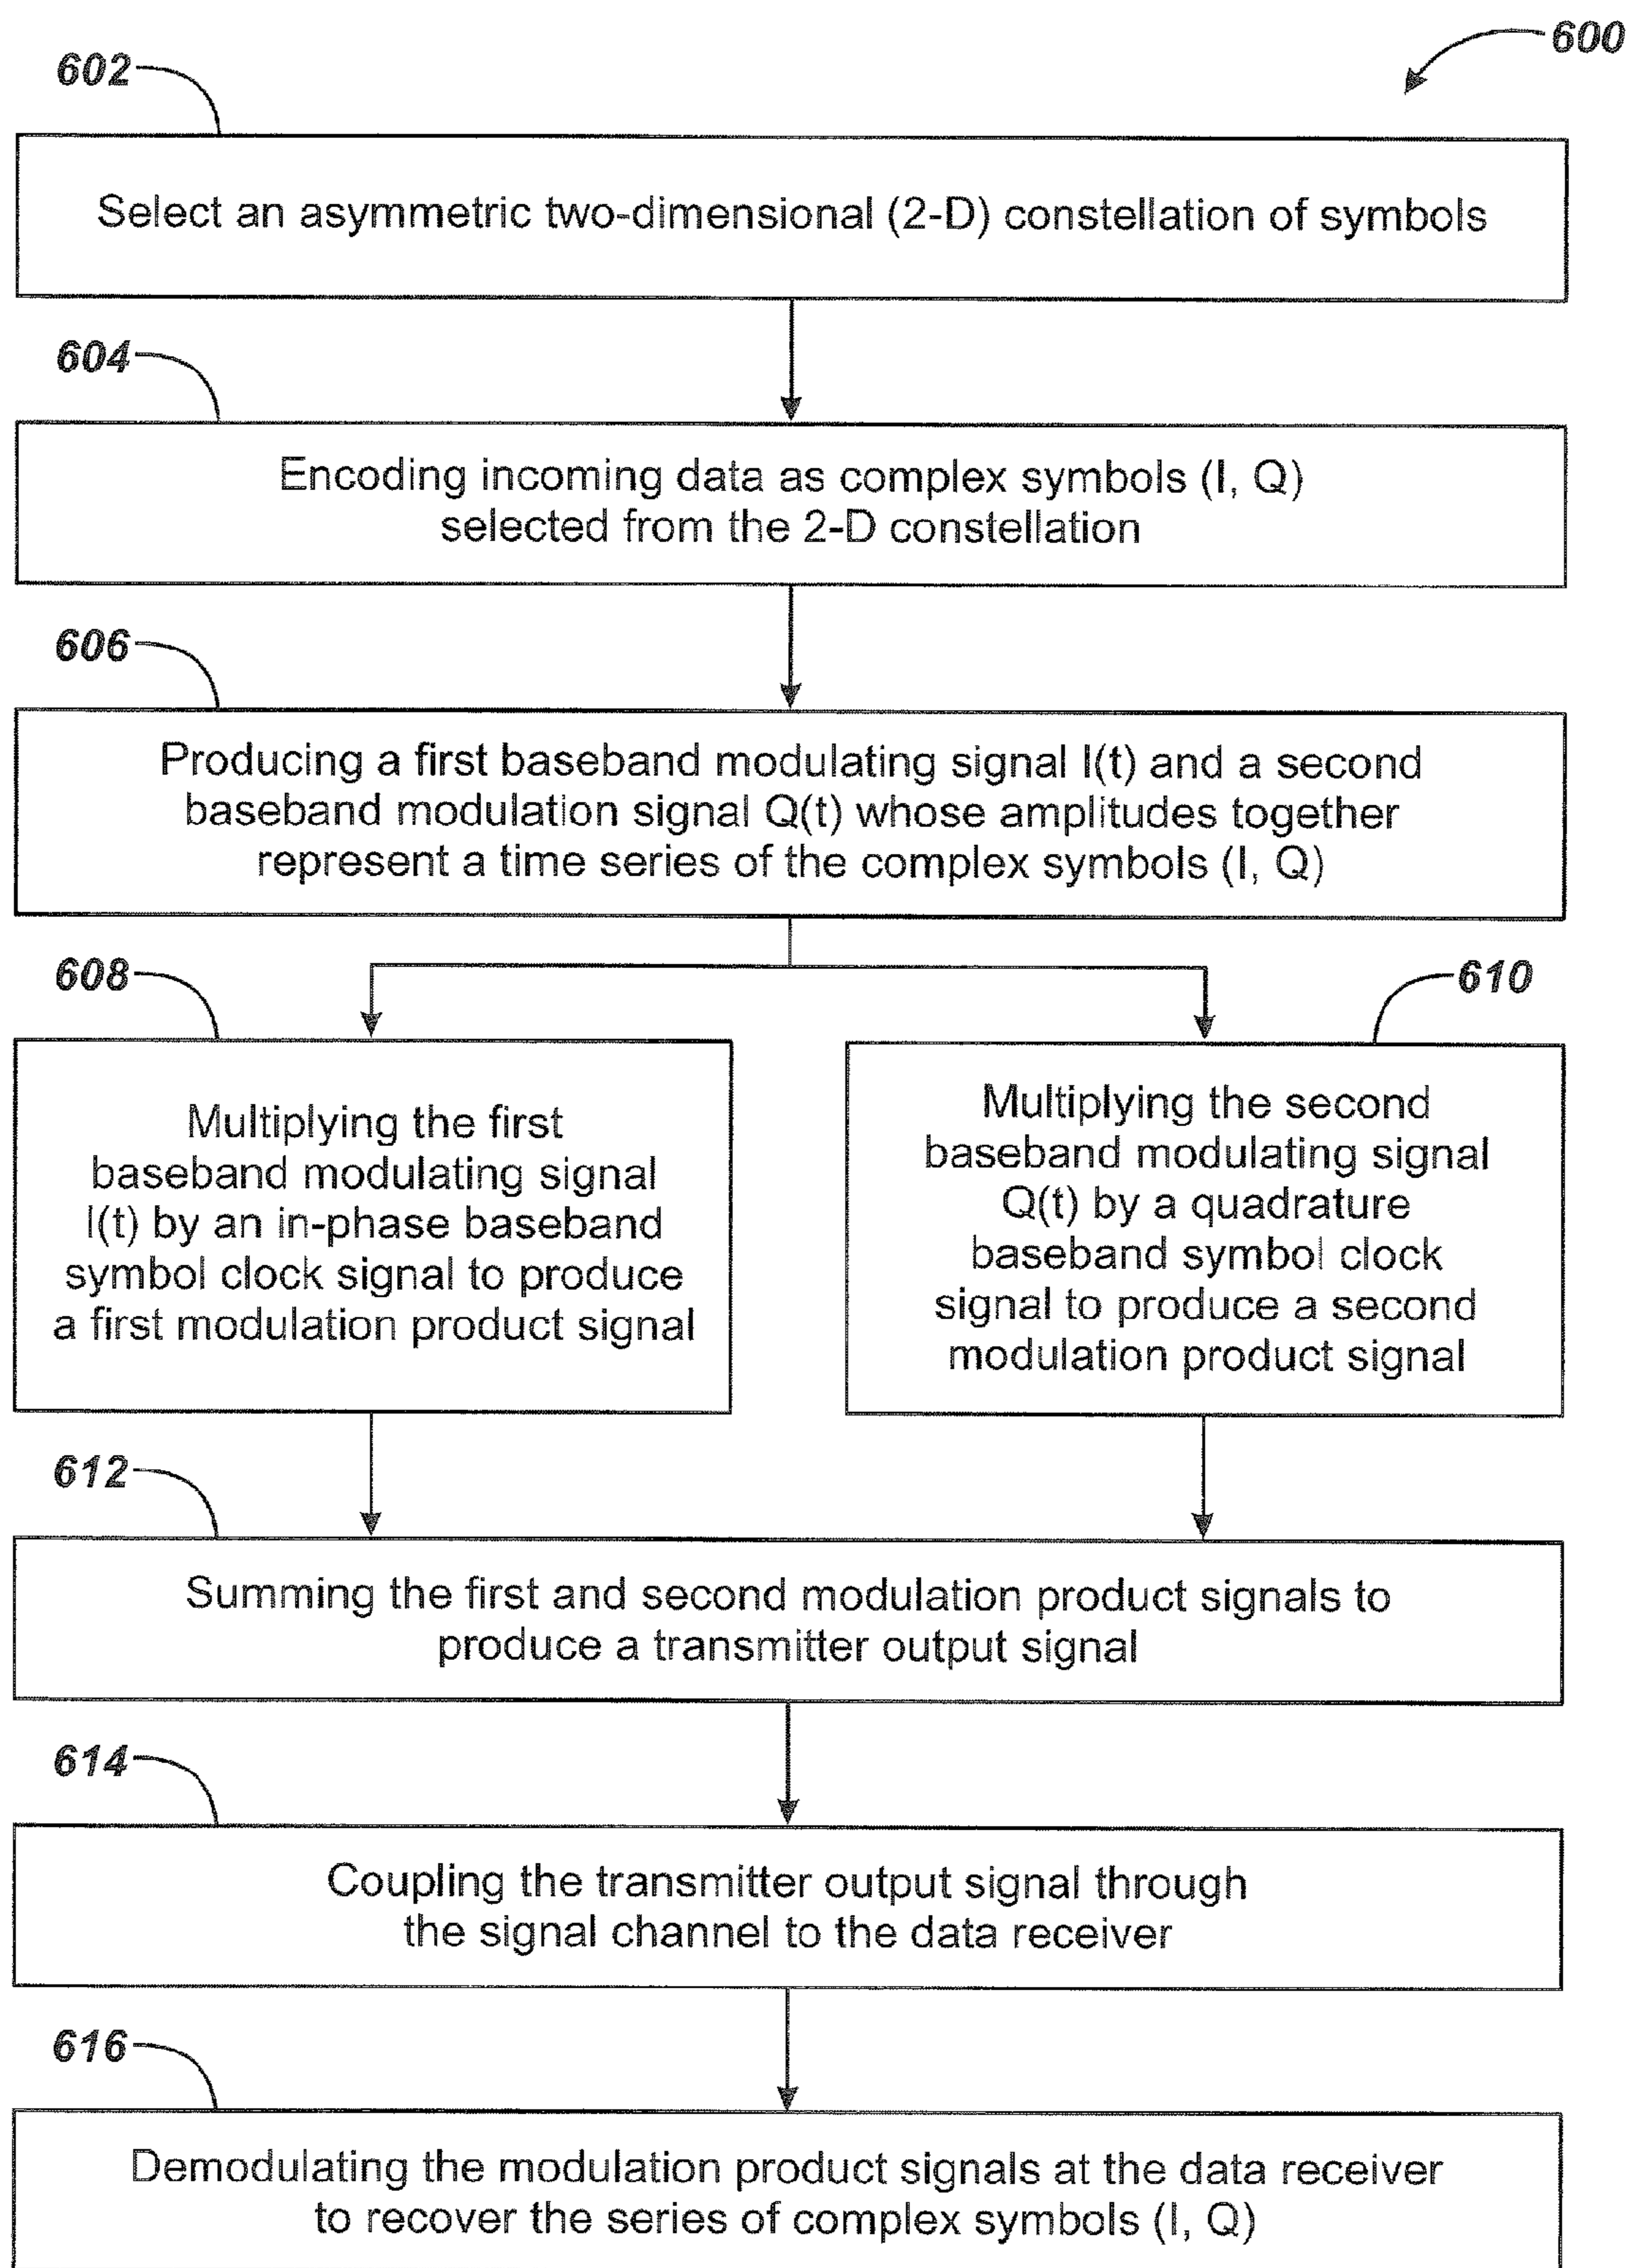 600
602
Select an asymmetric two-dimensional (2-D) constellation of symbols
604
Encoding incoming data as complex symbols (I, Q)
selected from the 2-D constellation
606
Producing a first baseband modulating signal I(t) and a second
baseband modulation signal Q(t) whose amplitudes together
represent a time series of the complex symbols (I, Q)
608
Multiplying the first
baseband modulating signal
I(t) by an in-phase baseband
symbol clock signal to produce
a first modulation product signal
610
Multiplying the second
baseband modulating signal
Q(t) by a quadrature
baseband symbol clock
signal to produce a second
modulation product signal
612
Summing the first and second modulation product signals to
produce a transmitter output signal
614
Coupling the transmitter output signal through
the signal channel to the data receiver
616
Demodulating the modulation product signals at the data receiver
to recover the series of complex symbols (I, Q)